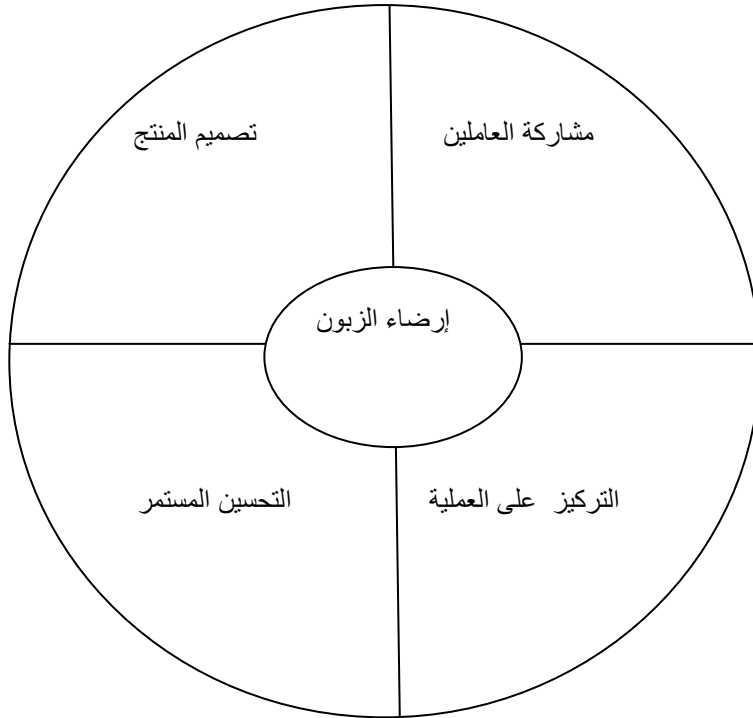 مشاركة العاملين
تصميم المنتج
إرضاء الزبون
التركيز على العملية
التحسين المستمر